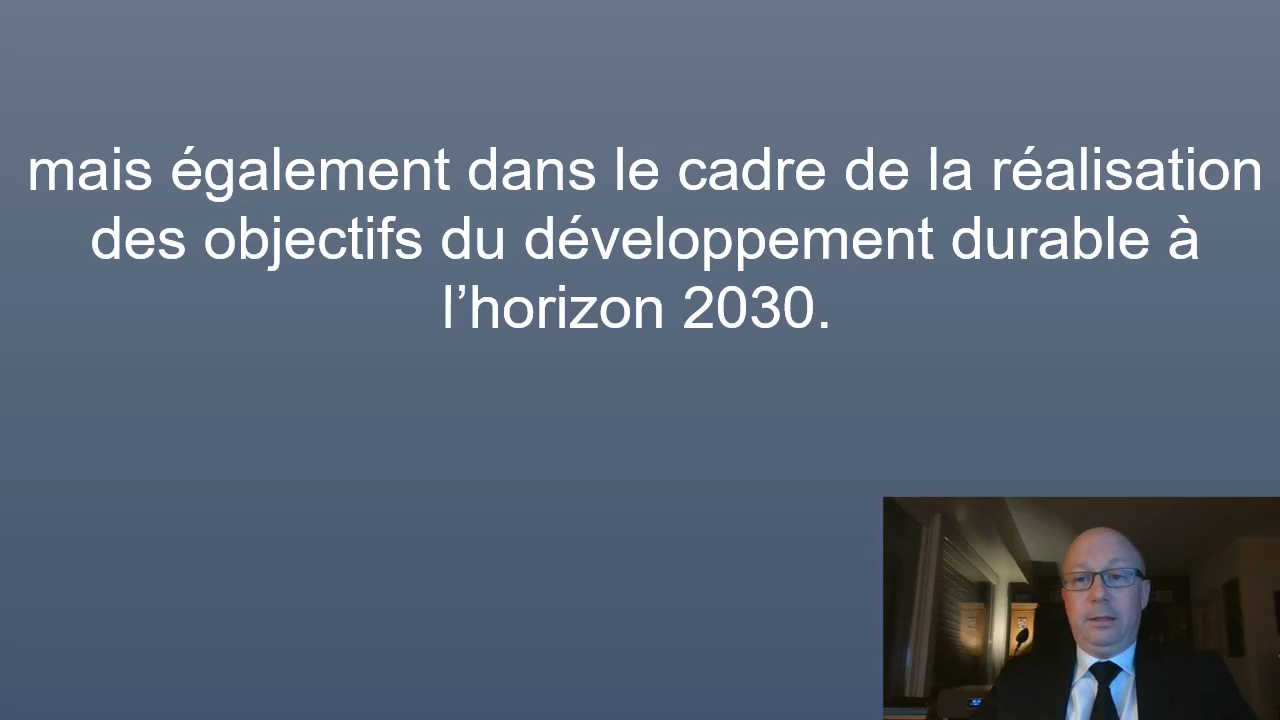 mais également dans le cadre de la réalisation
des objectifs du développement durable à
l’horizon 2030.